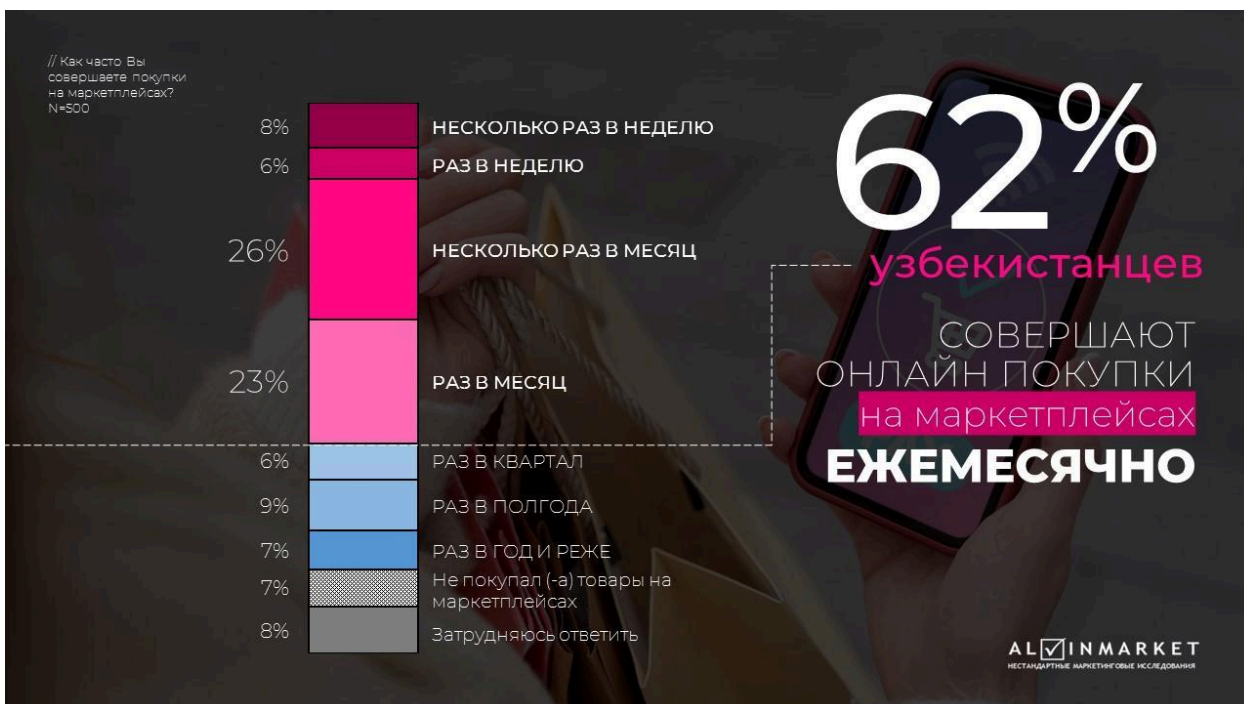 // Как часто Вы
совершаете покупки
на маркетплейсах?
N=500
8% НЕСКОЛЬКО РАЗ В НЕДЕЛЮ
6% РАЗ В НЕДЕЛЮ
26% НЕСКОЛЬКО РАЗ В МЕСЯЦ
23% РАЗ В МЕСЯЦ
6% РАЗ В КВАРТАЛ
9% РАЗ В ПОЛГОДА
7% РАЗ В ГОД И РЕЖЕ
7% Не покупал (-а) товары на
маркетплейсах
8% Затрудняюсь ответить
62%
узбекистанцев
СОВЕРШАЮТ
ОНЛАЙН ПОКУПКИ
на маркетплейсах
ЕЖЕМЕСЯЧНО
AL INMARKET
НЕСТАНДАРТНЫЕ МАРКЕТИНГОВЫЕ ИССЛЕДОВАНИЯ